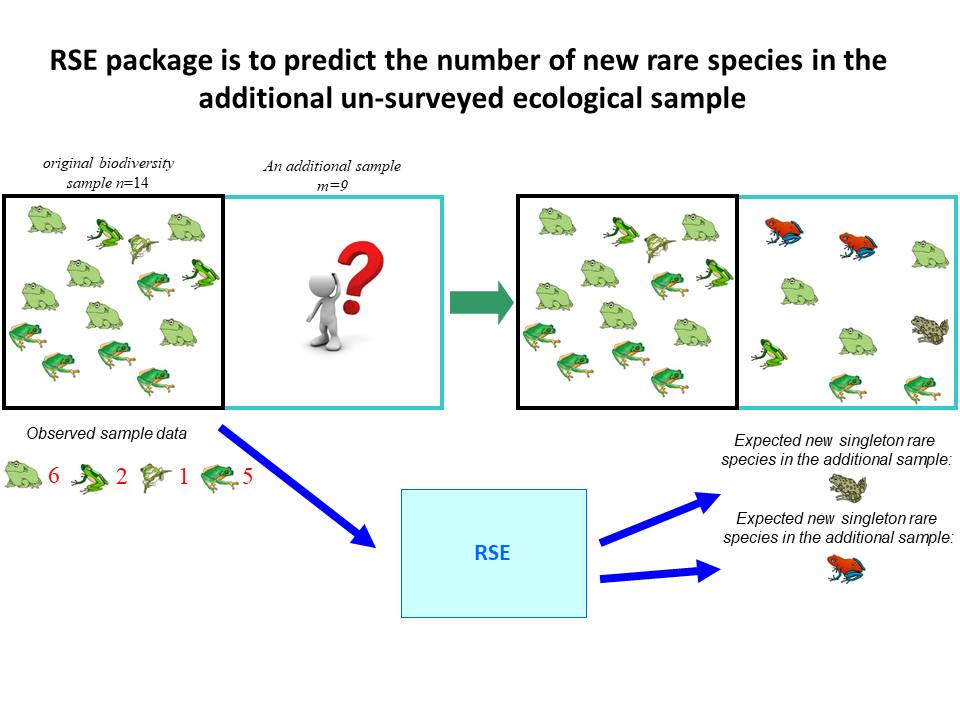 RSE package is to predict the number of new rare species in the
additional un-surveyed ecological sample
original biodiversity
sample n=14
An additional sample
m=9
Observed sample data
6 2 1 5
RSE
Expected new singleton rare
species in the additional sample:
Expected new singleton rare
species in the additional sample: